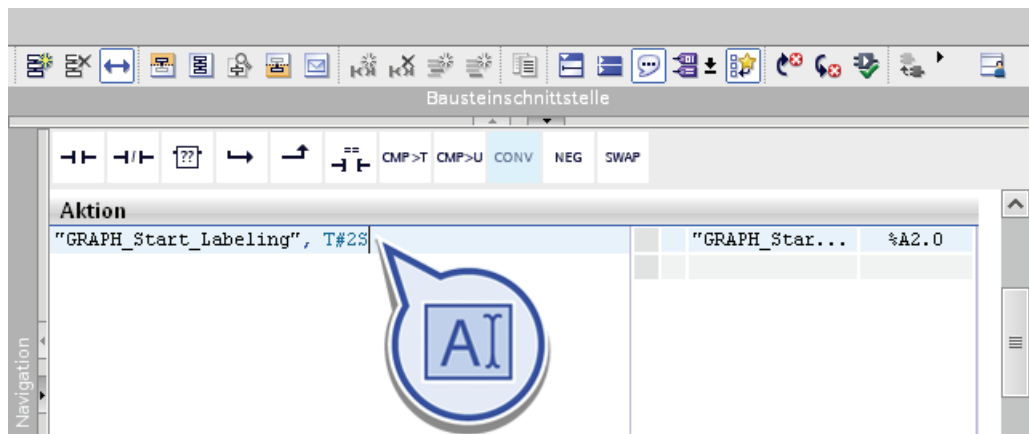 Bausteinschnittstelle
?? == CMP>T CMP>U CONV NEG SWAP
Aktion
"GRAPH_Start_Labeling", T#2S "GRAPH_Star... %A2.0
A
Navigation